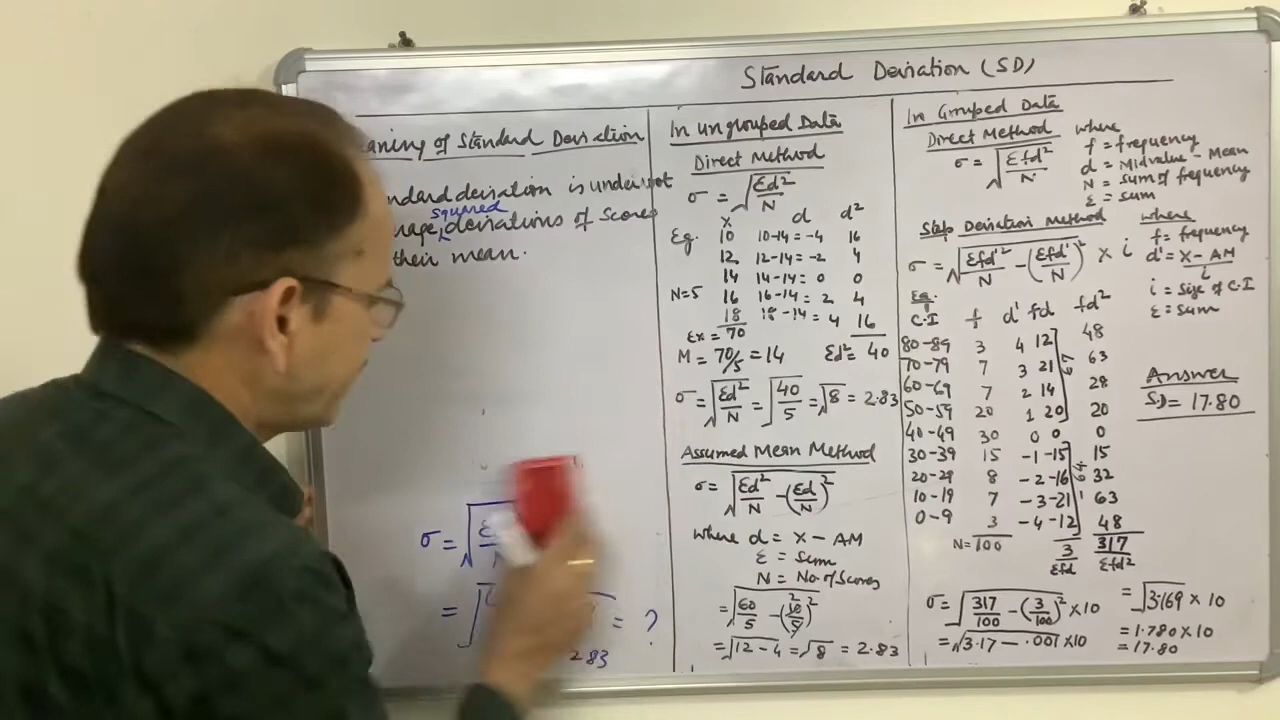 Standard Deviation (SD)
aning of Standard Deviation
ndard deviation is understood
squared
rage deviations of Scores
their mean.
σ = √
=
= ?
2.83
In ungrouped Data
Direct Method
σ = √Σd²/N
x d d²
Eg. 10 10-14 = -4 16
12 12-14 = -2 4
14 14-14 = 0 0
N=5 16 16-14 = 2 4
18 18-14 = 4 16
Σx = 70
M = 70/5 = 14 Σd² = 40
σ = √Σd²/N = √40/5 = √8 = 2.83
Assumed Mean Method
σ = √Σd²/N - (Σd/N)²
where d = X - AM
Σ = Sum
N = No. of Scores
= √60/5 - (10/5)²
2
= √12-4 = √8 = 2.83
In Grouped Data
Direct Method
σ = √Σfd²/N
where
f = frequency
d = Midvalue - Mean
N = Sum of frequency
Σ = Sum
Step Deviation Method
σ = √Σfd'²/N - (Σfd'/N)² × i
where
f = frequency
d' = X - AM / i
i = Size of C.I
Σ = Sum
Eg.
C.I f d' fd fd²
80-89 3 4 12 48
70-79 7 3 21 63
60-69 7 2 14 28
50-59 20 1 20 20
40-49 30 0 0 0
30-39 15 -1 -15 15
20-29 8 -2 -16 32
10-19 7 -3 -21 63
0-9 3 -4 -12 48
N=100 3 317
Σfd Σfd²
σ = √317/100 - (3/100)² × 10
= √3.17 - .001 × 10
= √3.169 × 10
= 1.780 × 10
= 17.80
Answer
SD = 17.80